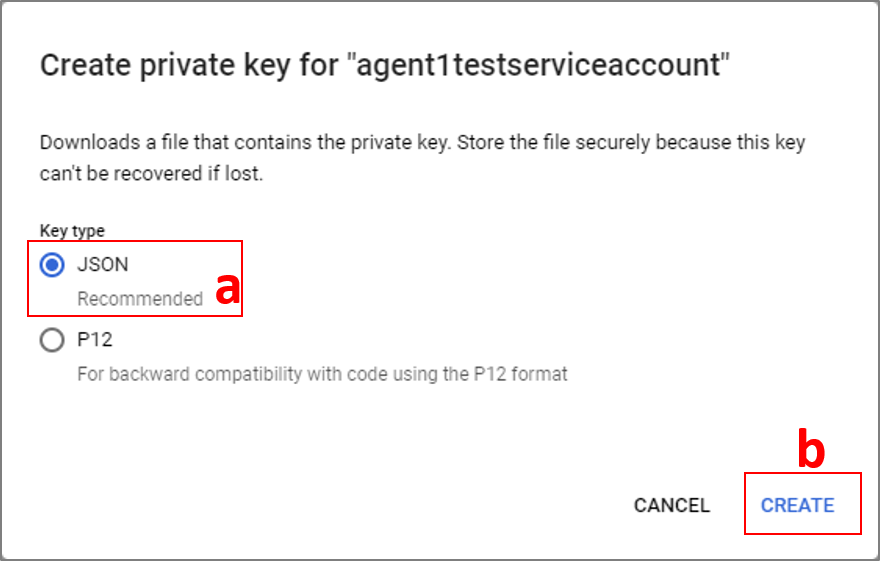 Create private key for "agent1testserviceaccount"
Downloads a file that contains the private key. Store the file securely because this key
can't be recovered if lost.
Key type
JSON
Recommended
a
P12
For backward compatibility with code using the P12 format
b
CANCEL
CREATE